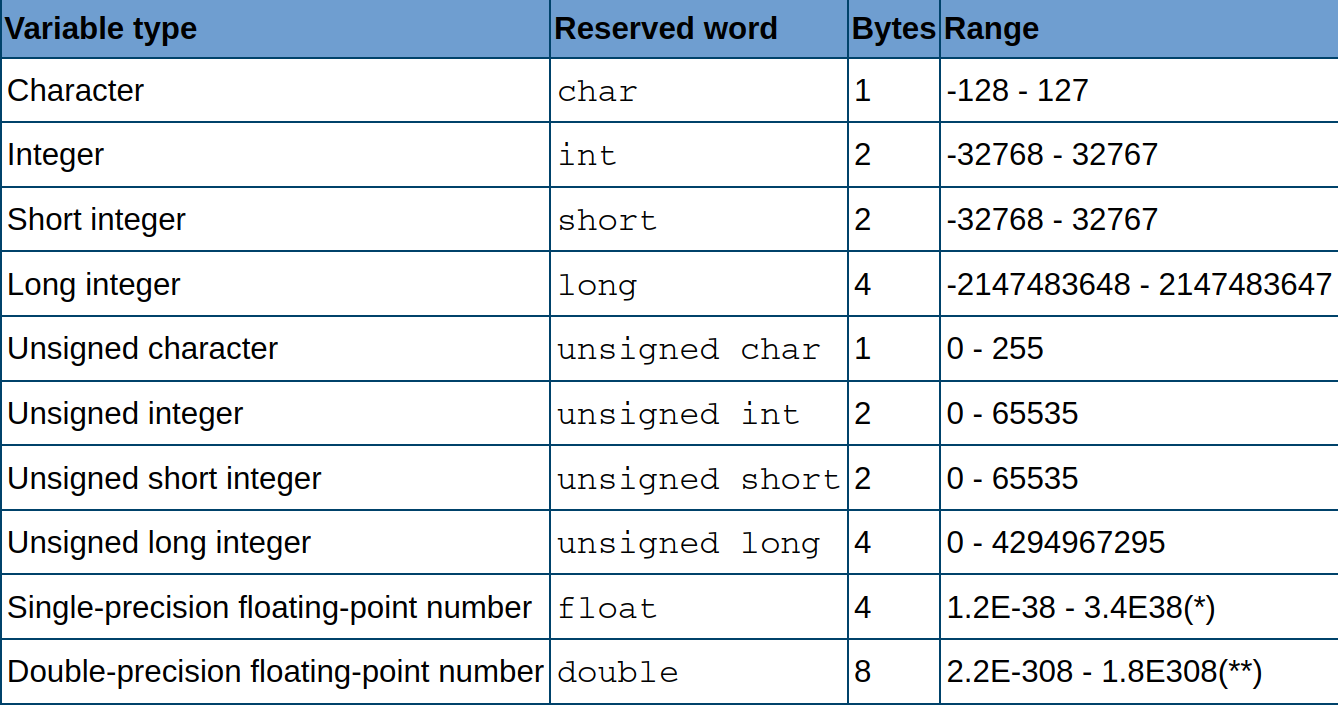 Variable type Reserved word Bytes Range
Character char 1 -128 - 127
Integer int 2 -32768 - 32767
Short integer short 2 -32768 - 32767
Long integer long 4 -2147483648 - 2147483647
Unsigned character unsigned char 1 0 - 255
Unsigned integer unsigned int 2 0 - 65535
Unsigned short integer unsigned short 2 0 - 65535
Unsigned long integer unsigned long 4 0 - 4294967295
Single-precision floating-point number float 4 1.2E-38 - 3.4E38(*)
Double-precision floating-point number double 8 2.2E-308 - 1.8E308(**)